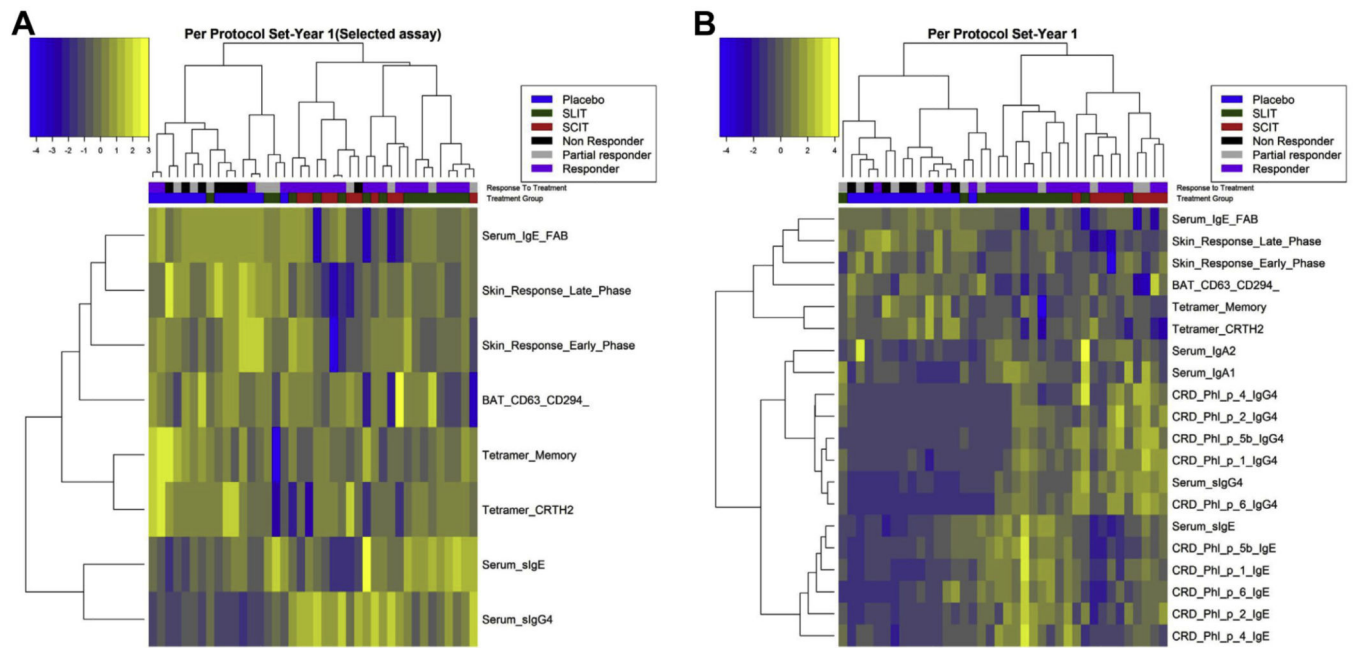 A
Per Protocol Set-Year 1(Selected assay)
-4 -2 0 1 2 3
Placebo
SLIT
SCIT
Non Responder
Partial responder
Responder
Response To Treatment
Treatment Group
Serum_IgE_FAB
Skin_Response_Late_Phase
Skin_Response_Early_Phase
BAT_CD63_CD294_
Tetramer_Memory
Tetramer_CRTH2
Serum_sIgE
Serum_sIgG4
B
Per Protocol Set-Year 1
-4 -2 0 2 4
Placebo
SLIT
SCIT
Non Responder
Partial responder
Responder
Response to Treatment
Treatment Group
Serum_IgE_FAB
Skin_Response_Late_Phase
Skin_Response_Early_Phase
BAT_CD63_CD294_
Tetramer_Memory
Tetramer_CRTH2
Serum_IgA2
Serum_IgA1
CRD_Phl_p_4_IgG4
CRD_Phl_p_2_IgG4
CRD_Phl_p_5b_IgG4
CRD_Phl_p_1_IgG4
Serum_sIgG4
CRD_Phl_p_6_IgG4
Serum_sIgE
CRD_Phl_p_5b_IgE
CRD_Phl_p_1_IgE
CRD_Phl_p_6_IgE
CRD_Phl_p_2_IgE
CRD_Phl_p_4_IgE